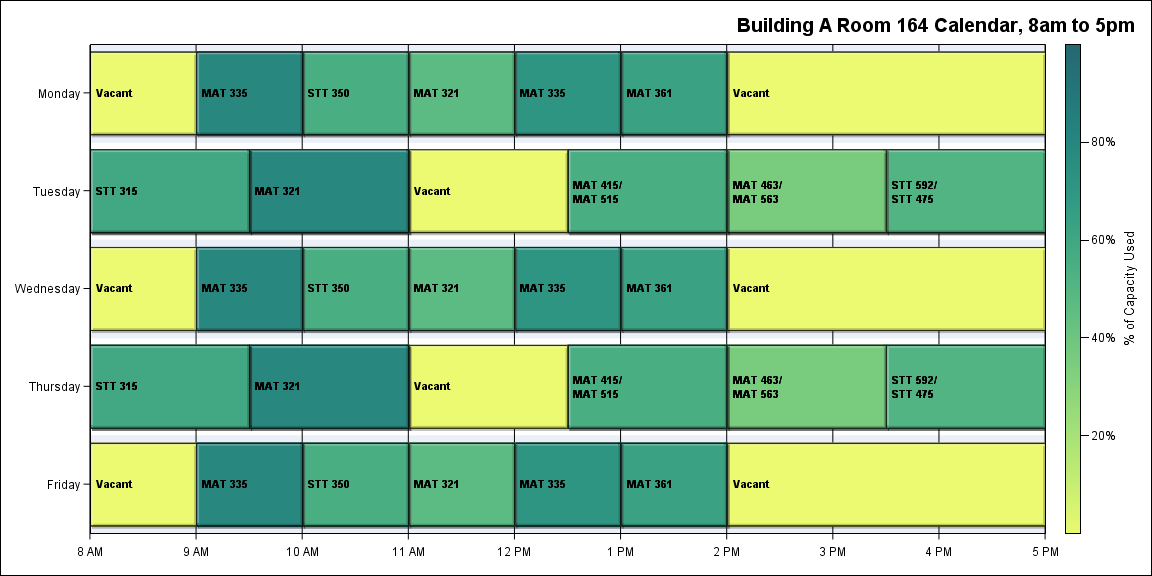 Building A Room 164 Calendar, 8am to 5pm
Monday
Vacant
MAT 335
STT 350
MAT 321
MAT 335
MAT 361
Vacant
Tuesday
STT 315
MAT 321
Vacant
MAT 415/
MAT 515
MAT 463/
MAT 563
STT 592/
STT 475
Wednesday
Vacant
MAT 335
STT 350
MAT 321
MAT 335
MAT 361
Vacant
Thursday
STT 315
MAT 321
Vacant
MAT 415/
MAT 515
MAT 463/
MAT 563
STT 592/
STT 475
Friday
Vacant
MAT 335
STT 350
MAT 321
MAT 335
MAT 361
Vacant
8 AM
9 AM
10 AM
11 AM
12 PM
1 PM
2 PM
3 PM
4 PM
5 PM
80%
60%
40%
20%
% of Capacity Used